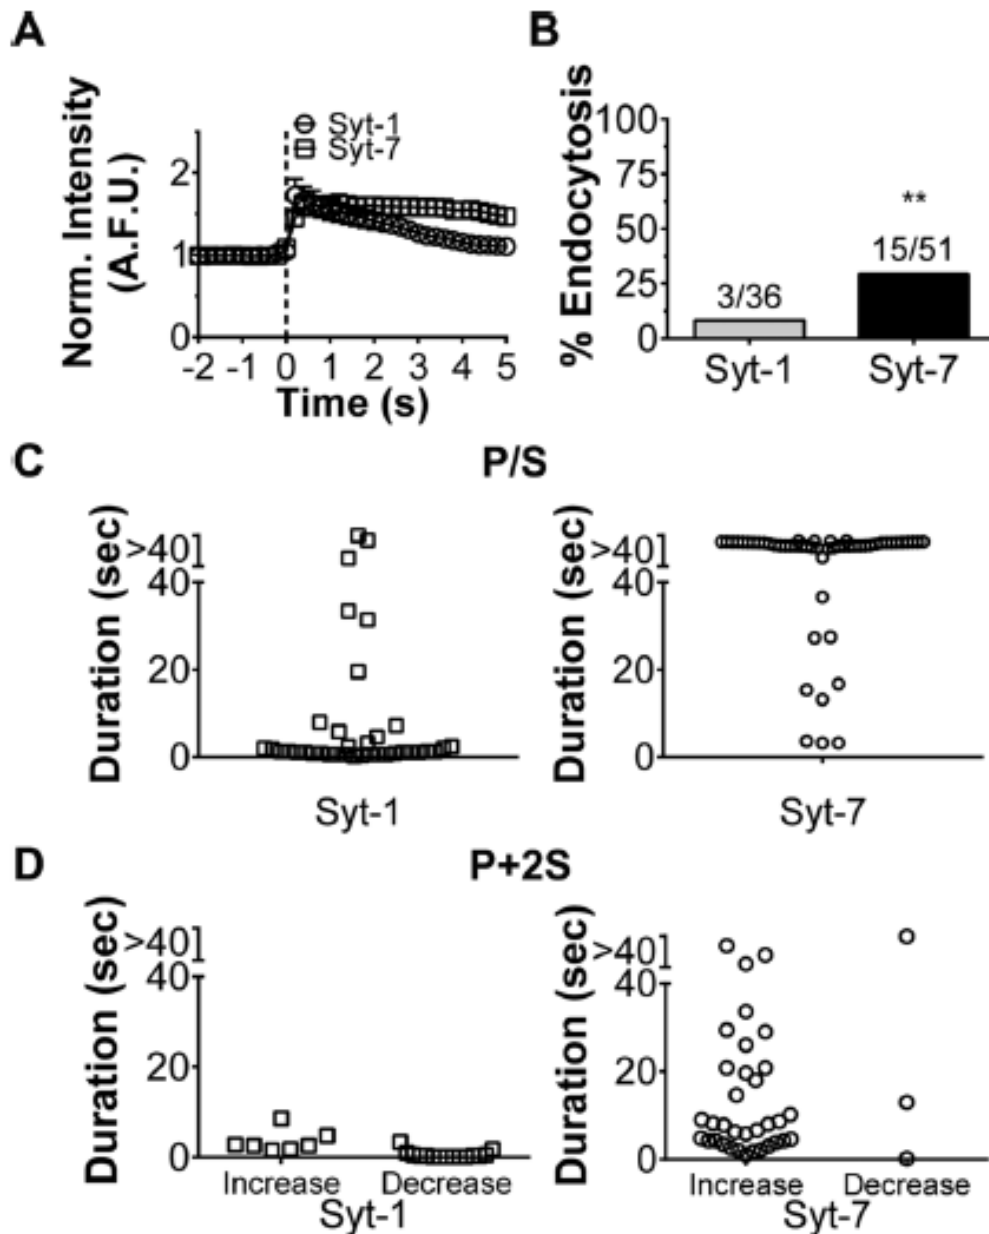 A
Norm. Intensity
(A.F.U.)
2
1
0
Syt-1
Syt-7
-2 -1 0 1 2 3 4 5
Time (s)
B
% Endocytosis
100
75
50
25
0
3/36
**
15/51
Syt-1 Syt-7
C
P/S
Duration (sec)
>40
40
20
0
Syt-1
Duration (sec)
>40
40
20
0
Syt-7
D
P+2S
Duration (sec)
>40
40
20
0
Increase Decrease
Syt-1
Duration (sec)
>40
40
20
0
Increase Decrease
Syt-7